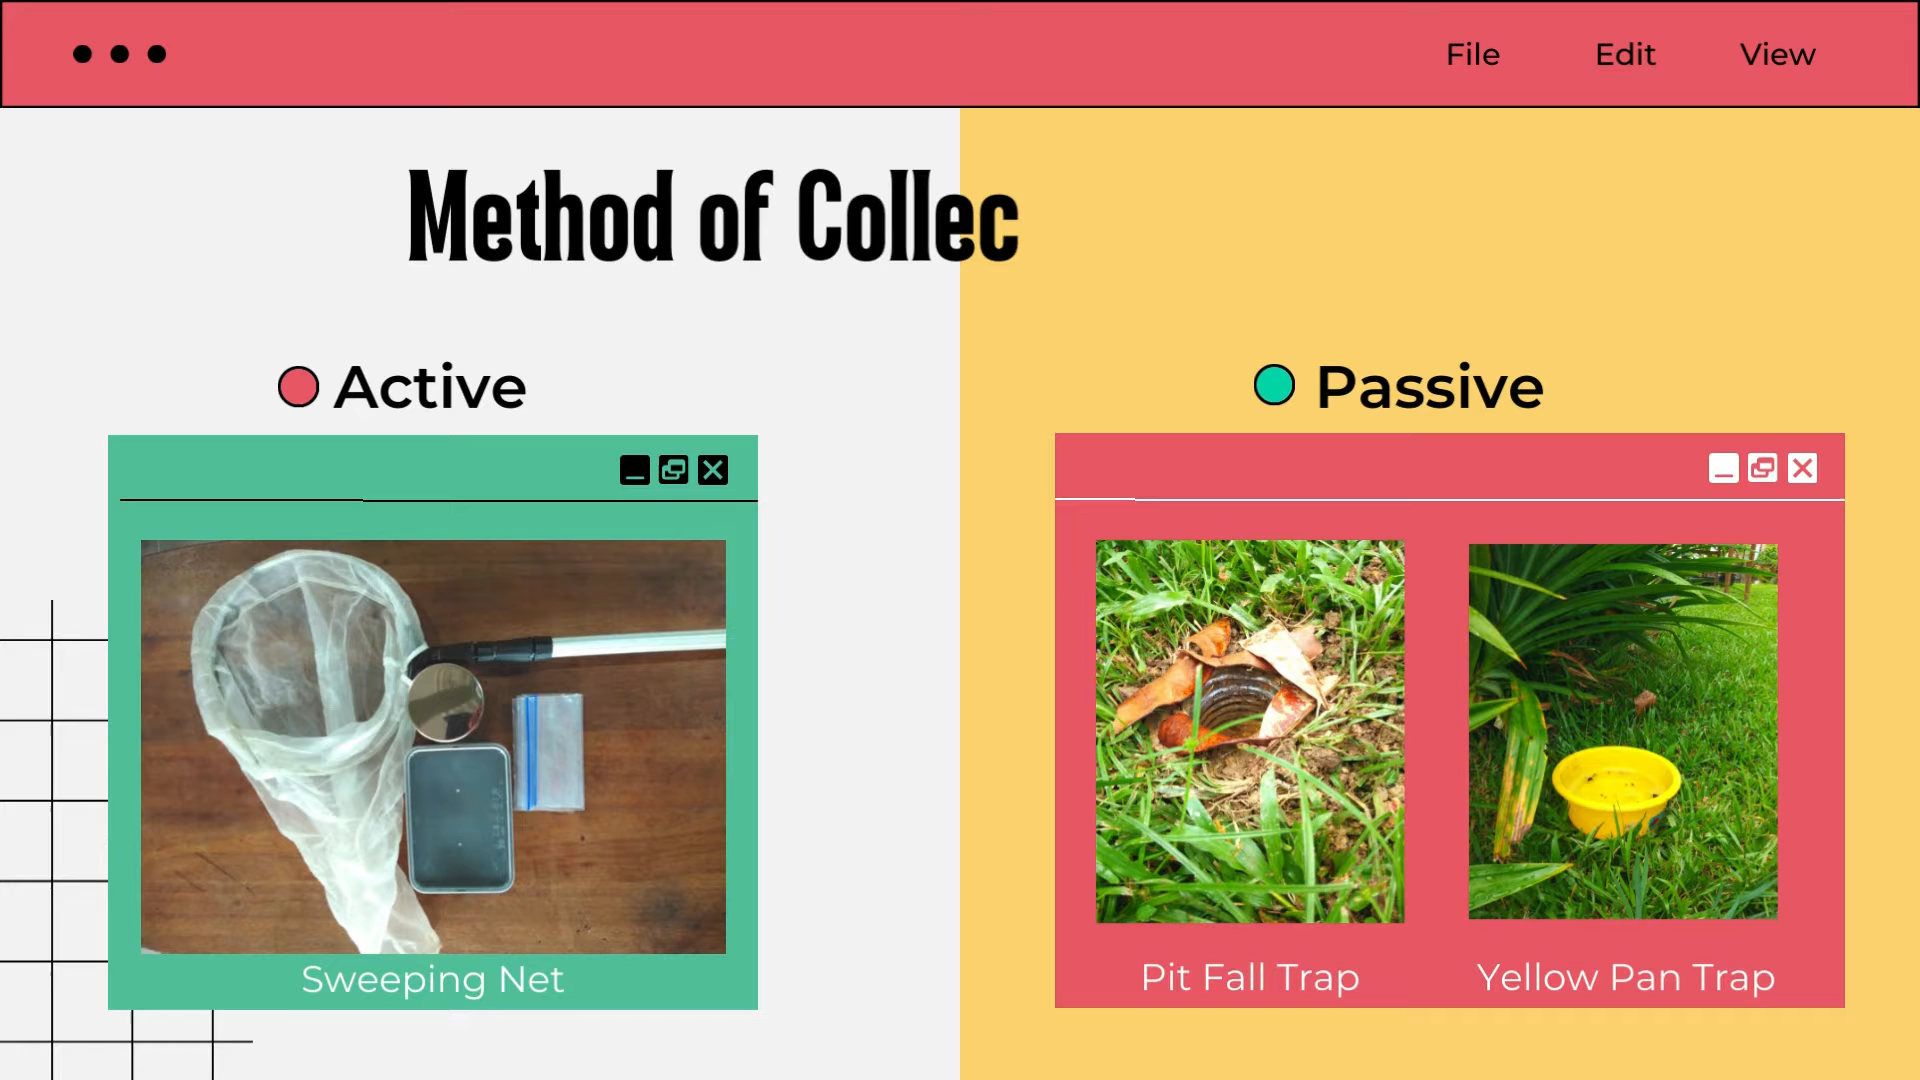 File Edit View
Method of Collec
Active
Passive
Sweeping Net
Pit Fall Trap
Yellow Pan Trap